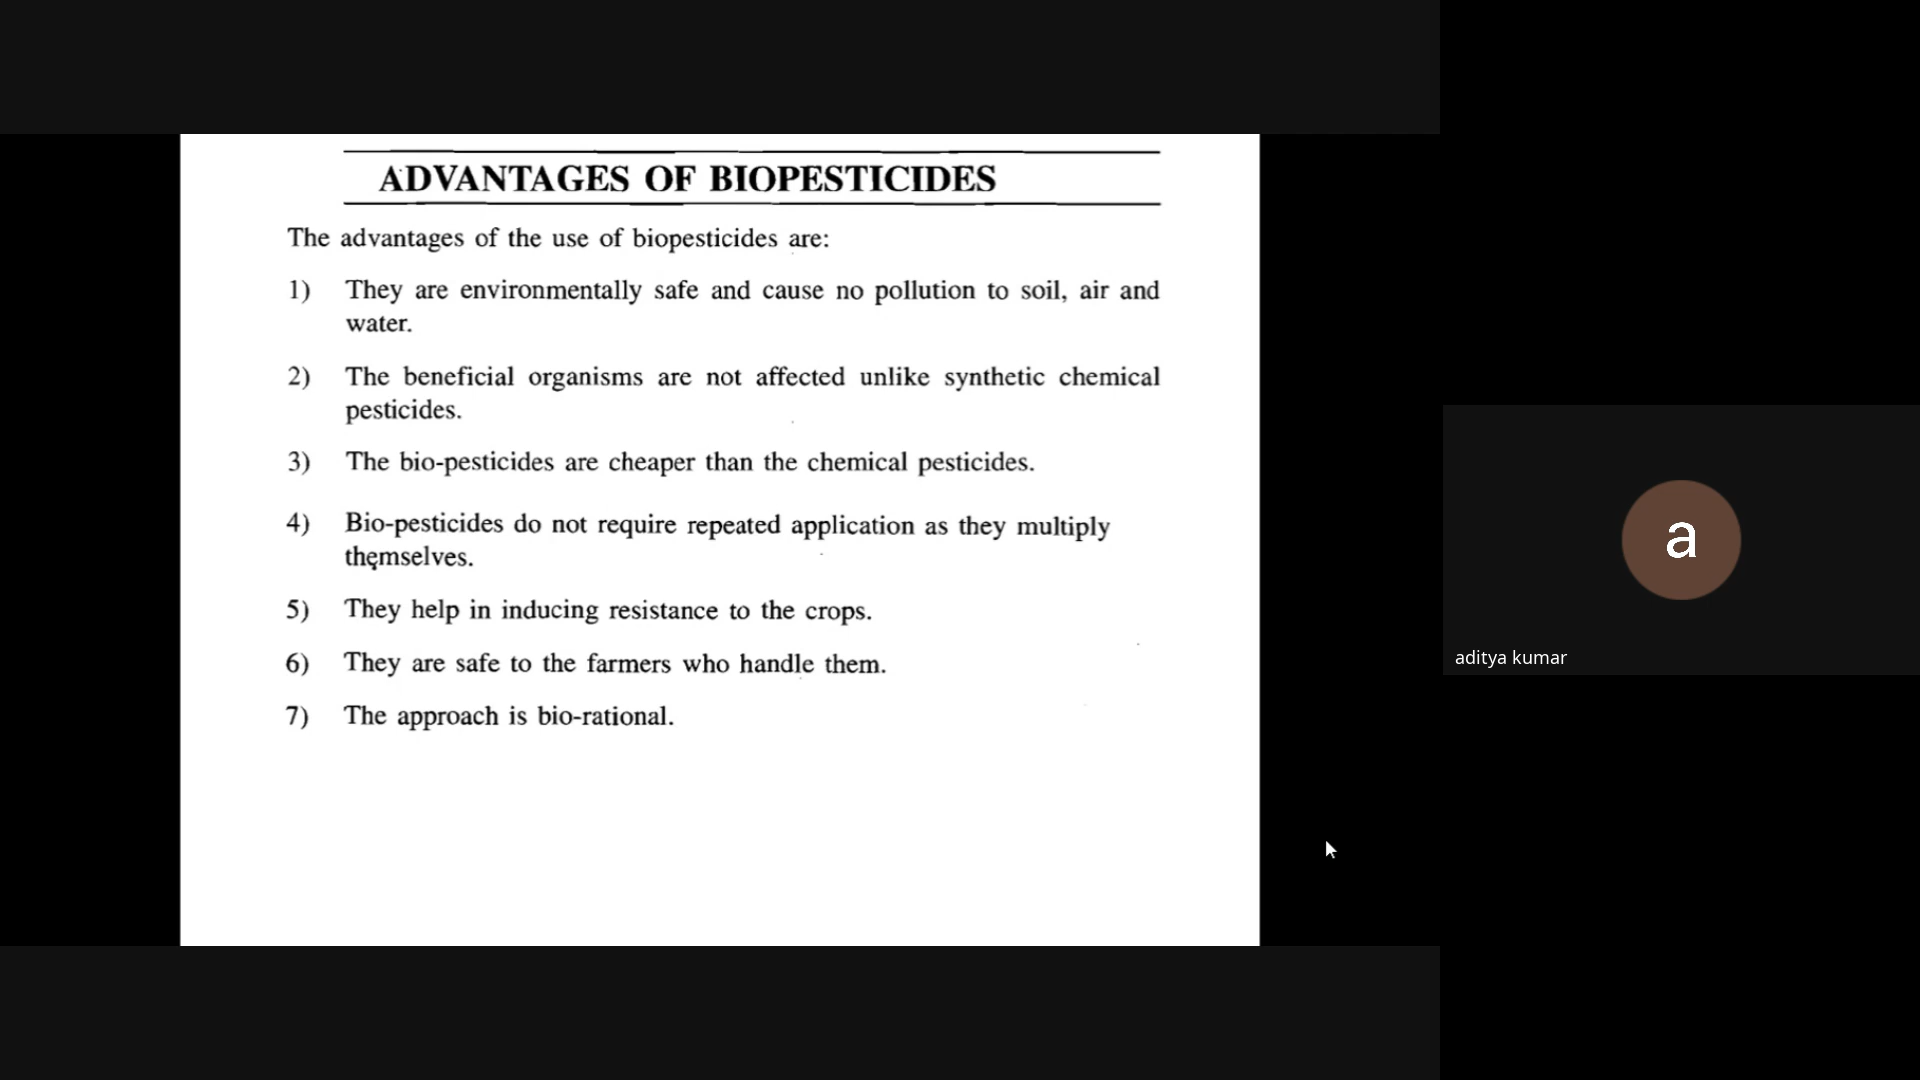 ADVANTAGES OF BIOPESTICIDES
The advantages of the use of biopesticides are:
1) They are environmentally safe and cause no pollution to soil, air and
water.
2) The beneficial organisms are not affected unlike synthetic chemical
pesticides.
3) The bio-pesticides are cheaper than the chemical pesticides.
4) Bio-pesticides do not require repeated application as they multiply
themselves.
5) They help in inducing resistance to the crops.
6) They are safe to the farmers who handle them.
7) The approach is bio-rational.
a
aditya kumar